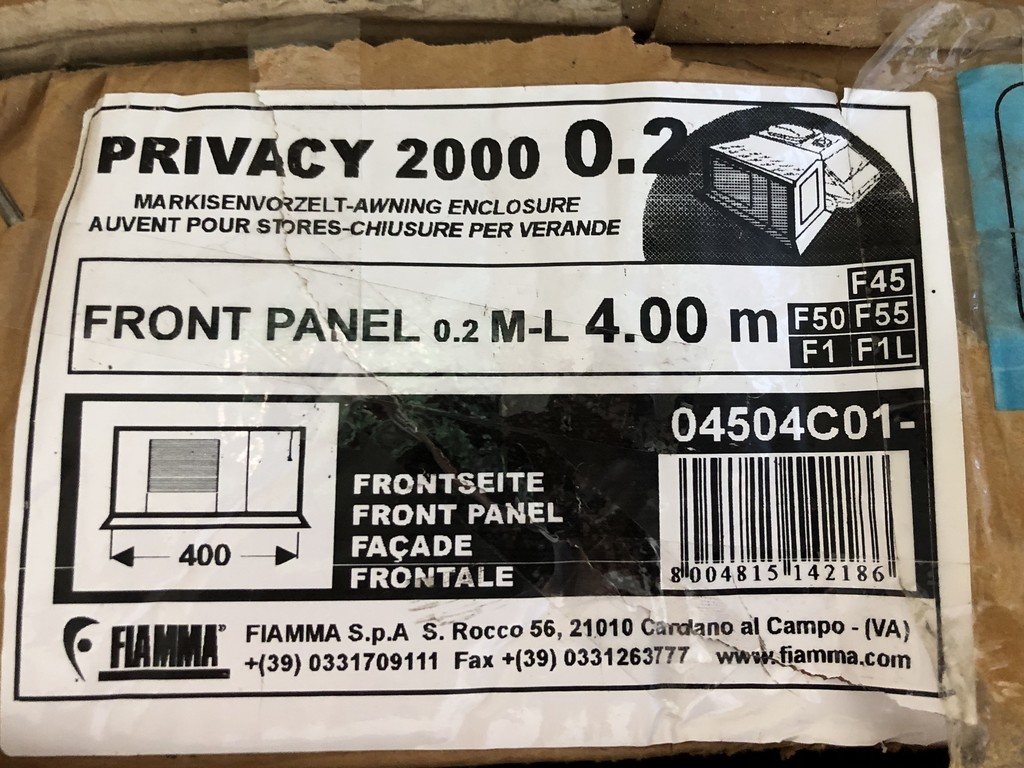 PRIVACY 2000 0.2
MARKISENVORZELT-AWNING ENCLOSURE
AUVENT POUR STORES-CHIUSURE PER VERANDE
FRONT PANEL 0.2 M-L 4.00 m
F45
F50 F55
F1 F1L
04504C01-
400
FRONTSEITE
FRONT PANEL
FAÇADE
FRONTALE
8 004815 142186
FIAMMA®
FIAMMA S.p.A S. Rocco 56, 21010 Cardano al Campo - (VA)
+(39) 0331709111 Fax +(39) 0331263777 www.fiamma.com